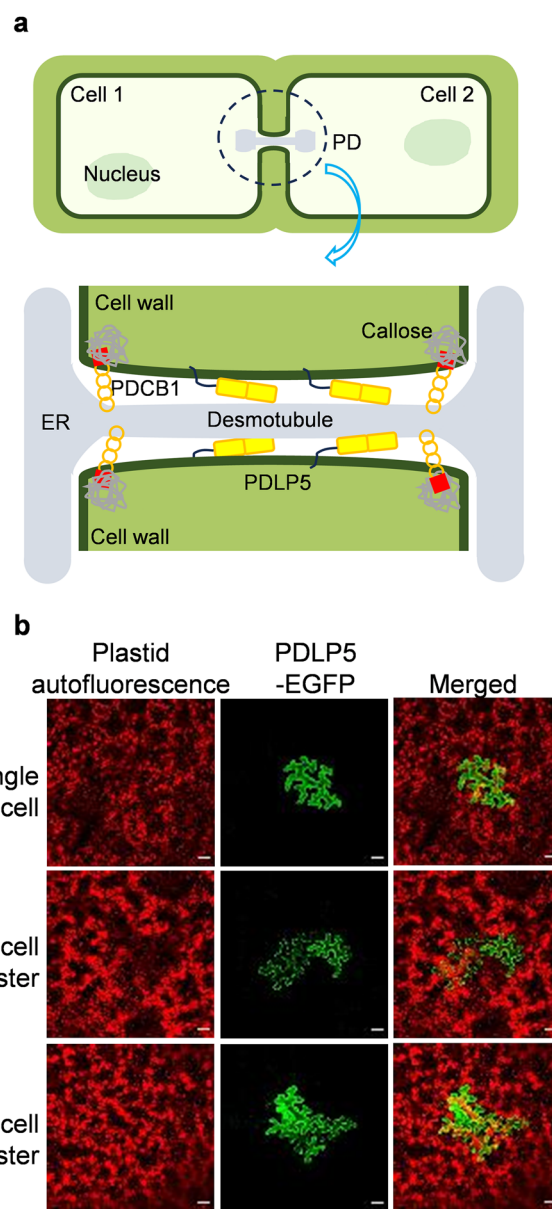 a
Cell 1
Cell 2
PD
Nucleus
Cell wall
Callose
PDCB1
ER
Desmotubule
PDLP5
Cell wall
b
Plastid
autofluorescence
PDLP5
-EGFP
Merged
cell
cell
cell